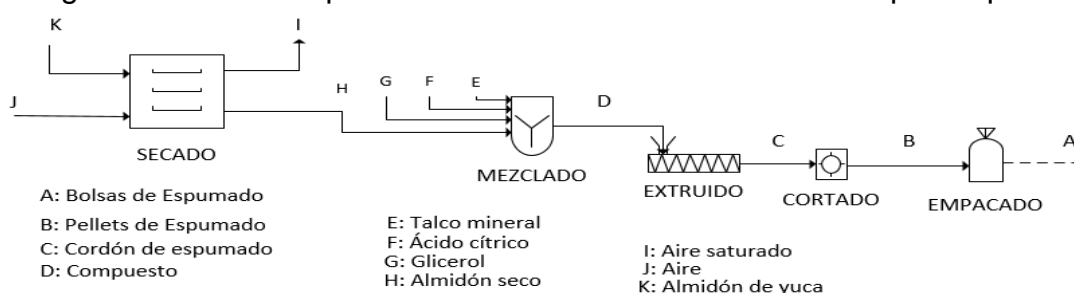 K
I
J
H
G
F
E
D
C
B
A
SECADO
MEZCLADO
EXTRUIDO
CORTADO
EMPACADO
A: Bolsas de Espumado
B: Pellets de Espumado
C: Cordón de espumado
D: Compuesto
E: Talco mineral
F: Ácido cítrico
G: Glicerol
H: Almidón seco
I: Aire saturado
J: Aire
K: Almidón de yuca